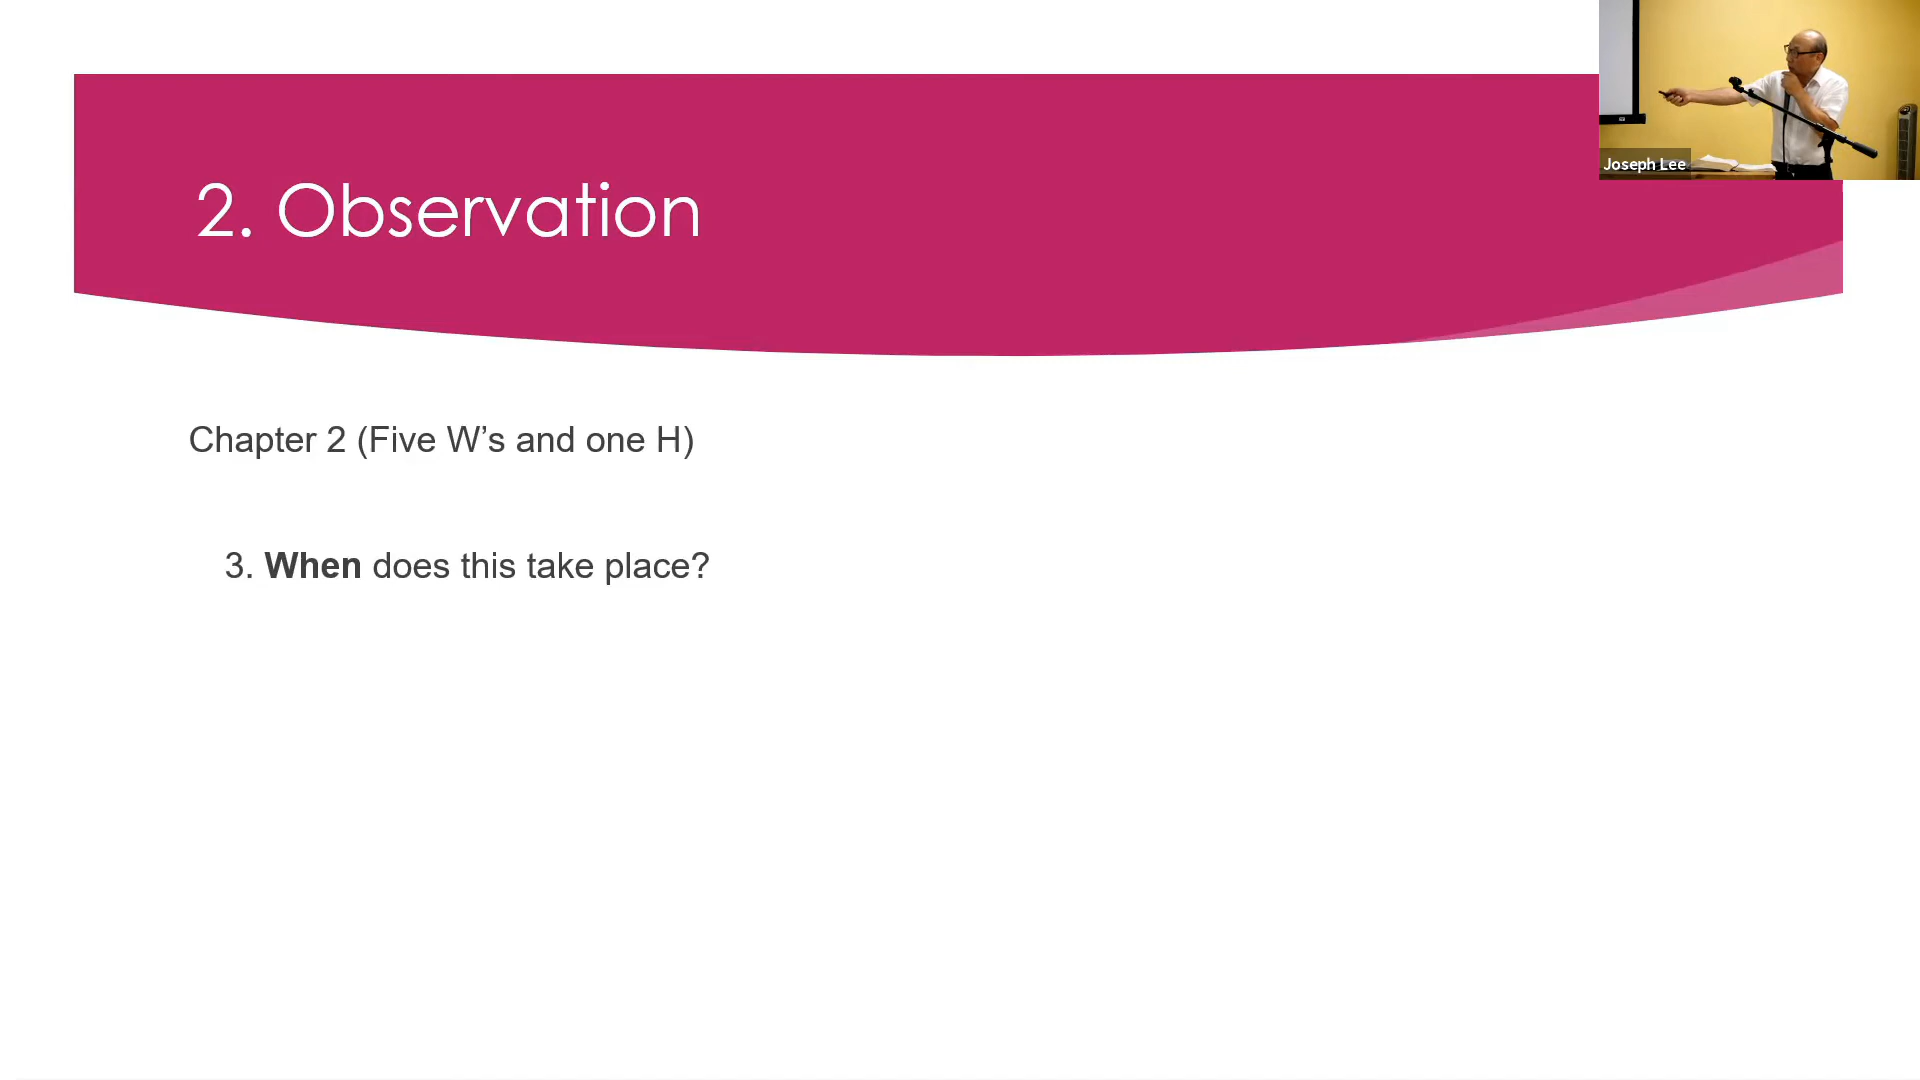 2. Observation
Joseph Lee
Chapter 2 (Five W’s and one H)
3. When does this take place?